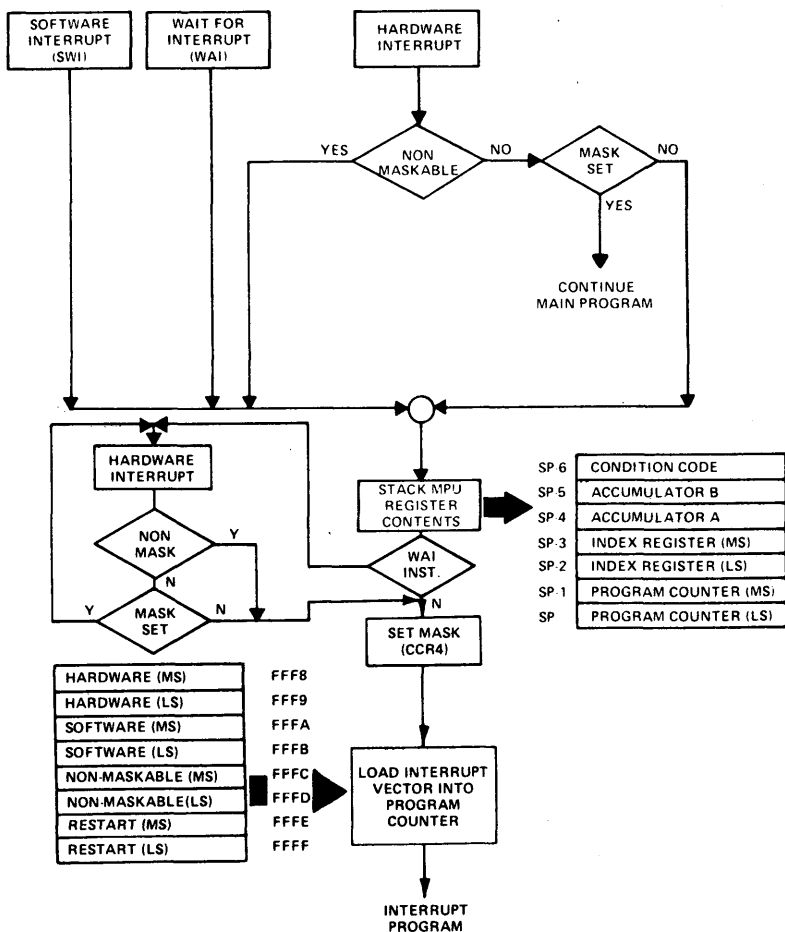 SOFTWARE
INTERRUPT
(SWI)
WAIT FOR
INTERRUPT
(WAI)
HARDWARE
INTERRUPT
YES
NON
MASKABLE
NO
MASK
SET
NO
YES
CONTINUE
MAIN PROGRAM
HARDWARE
INTERRUPT
NON
MASK
Y
N
Y
MASK
SET
N
STACK MPU
REGISTER
CONTENTS
WAI
INST.
N
SET MASK
(CCR4)
SP-6 CONDITION CODE
SP-5 ACCUMULATOR B
SP-4 ACCUMULATOR A
SP-3 INDEX REGISTER (MS)
SP-2 INDEX REGISTER (LS)
SP-1 PROGRAM COUNTER (MS)
SP PROGRAM COUNTER (LS)
HARDWARE (MS) FFF8
HARDWARE (LS) FFF9
SOFTWARE (MS) FFFA
SOFTWARE (LS) FFFB
NON-MASKABLE (MS) FFFC
NON-MASKABLE(LS) FFFD
RESTART (MS) FFFE
RESTART (LS) FFFF
LOAD INTERRUPT
VECTOR INTO
PROGRAM
COUNTER
INTERRUPT
PROGRAM